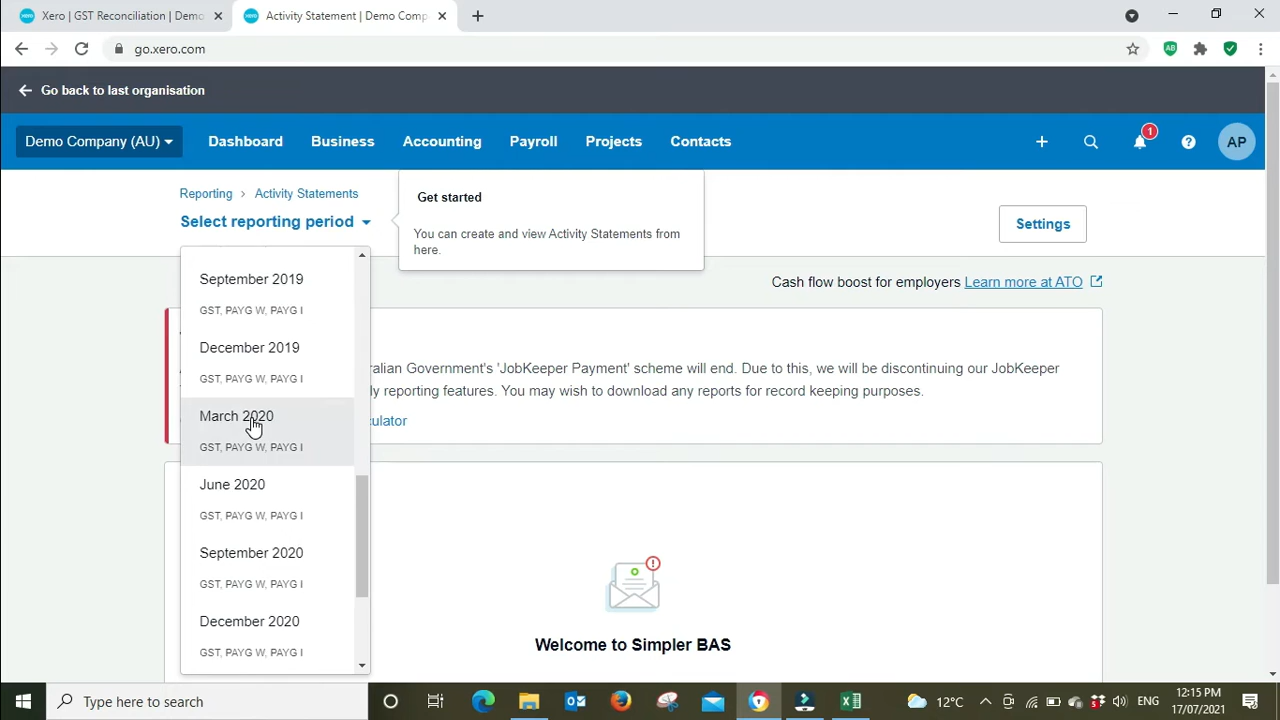 Xero | GST Reconciliation | Demo
Activity Statement | Demo Comp
go.xero.com
AB
Go back to last organisation
Demo Company (AU)
Dashboard
Business
Accounting
Payroll
Projects
Contacts
1
AP
Reporting
Activity Statements
Select reporting period
Get started
You can create and view Activity Statements from
here.
Settings
Cash flow boost for employers Learn more at ATO
September 2019
GST, PAYG W, PAYG I
December 2019
GST, PAYG W, PAYG I
March 2020
GST, PAYG W, PAYG I
June 2020
GST, PAYG W, PAYG I
September 2020
GST, PAYG W, PAYG I
December 2020
GST, PAYG W, PAYG I
ralian Government's 'JobKeeper Payment' scheme will end. Due to this, we will be discontinuing our JobKeeper
ly reporting features. You may wish to download any reports for record keeping purposes.
culator
Welcome to Simpler BAS
Type here to search
12°C
ENG
12:15 PM
17/07/2021